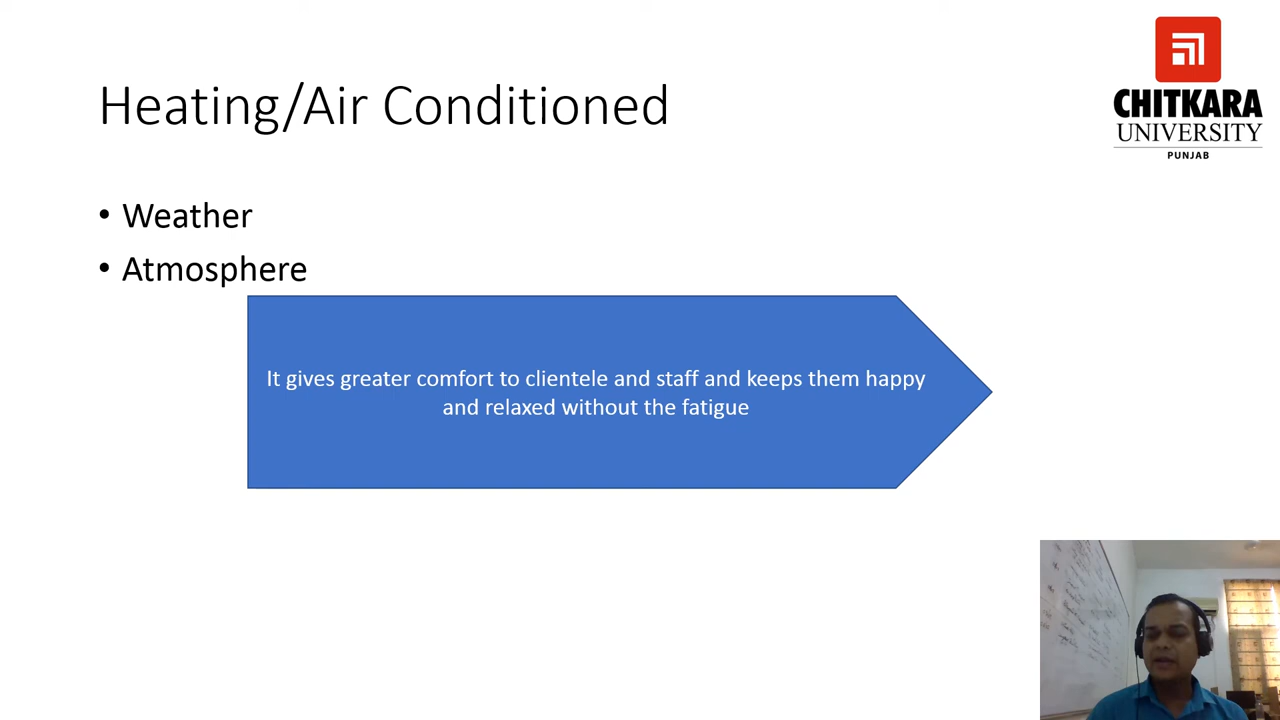 Heating/Air Conditioned
CHITKARA
UNIVERSITY
PUNJAB
• Weather
• Atmosphere
It gives greater comfort to clientele and staff and keeps them happy
and relaxed without the fatigue